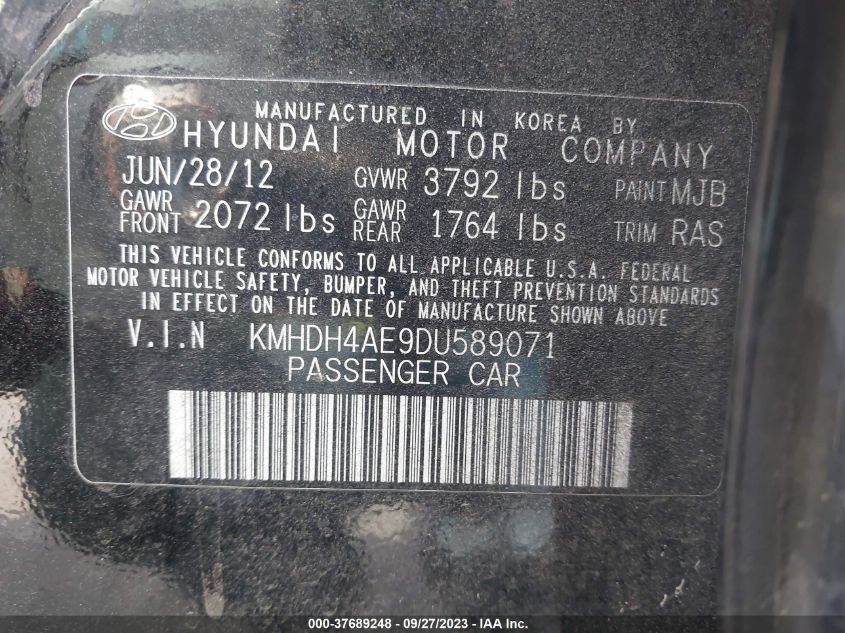 MANUFACTURED IN KOREA BY
HYUNDAI MOTOR COMPANY
JUN/28/12 GVWR 3792 lbs PAINT MJB
GAWR FRONT 2072 lbs GAWR REAR 1764 lbs TRIM RAS
THIS VEHICLE CONFORMS TO ALL APPLICABLE U.S.A. FEDERAL
MOTOR VEHICLE SAFETY, BUMPER, AND THEFT PREVENTION STANDARDS
IN EFFECT ON THE DATE OF MANUFACTURE SHOWN ABOVE
V.I.N KMHDH4AE9DU589071
PASSENGER CAR
000-37689248 - 09/27/2023 - IAA Inc.